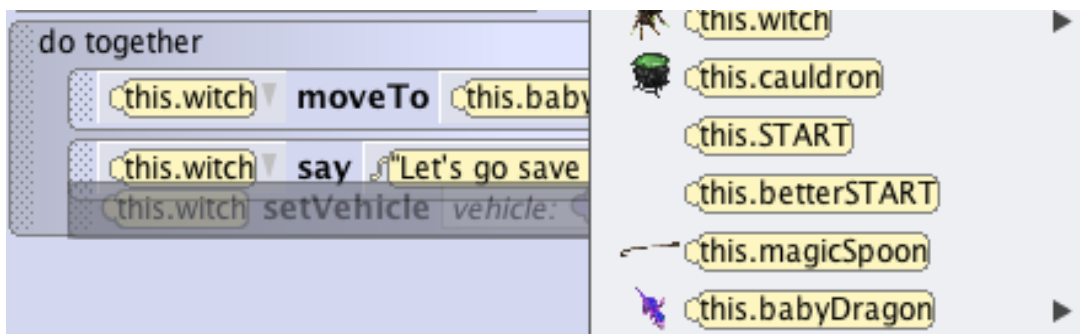 do together
this.witch moveTo this.baby
this.witch say "Let's go save
this.witch setVehicle vehicle:
this.witch
this.cauldron
this.START
this.betterSTART
this.magicSpoon
this.babyDragon